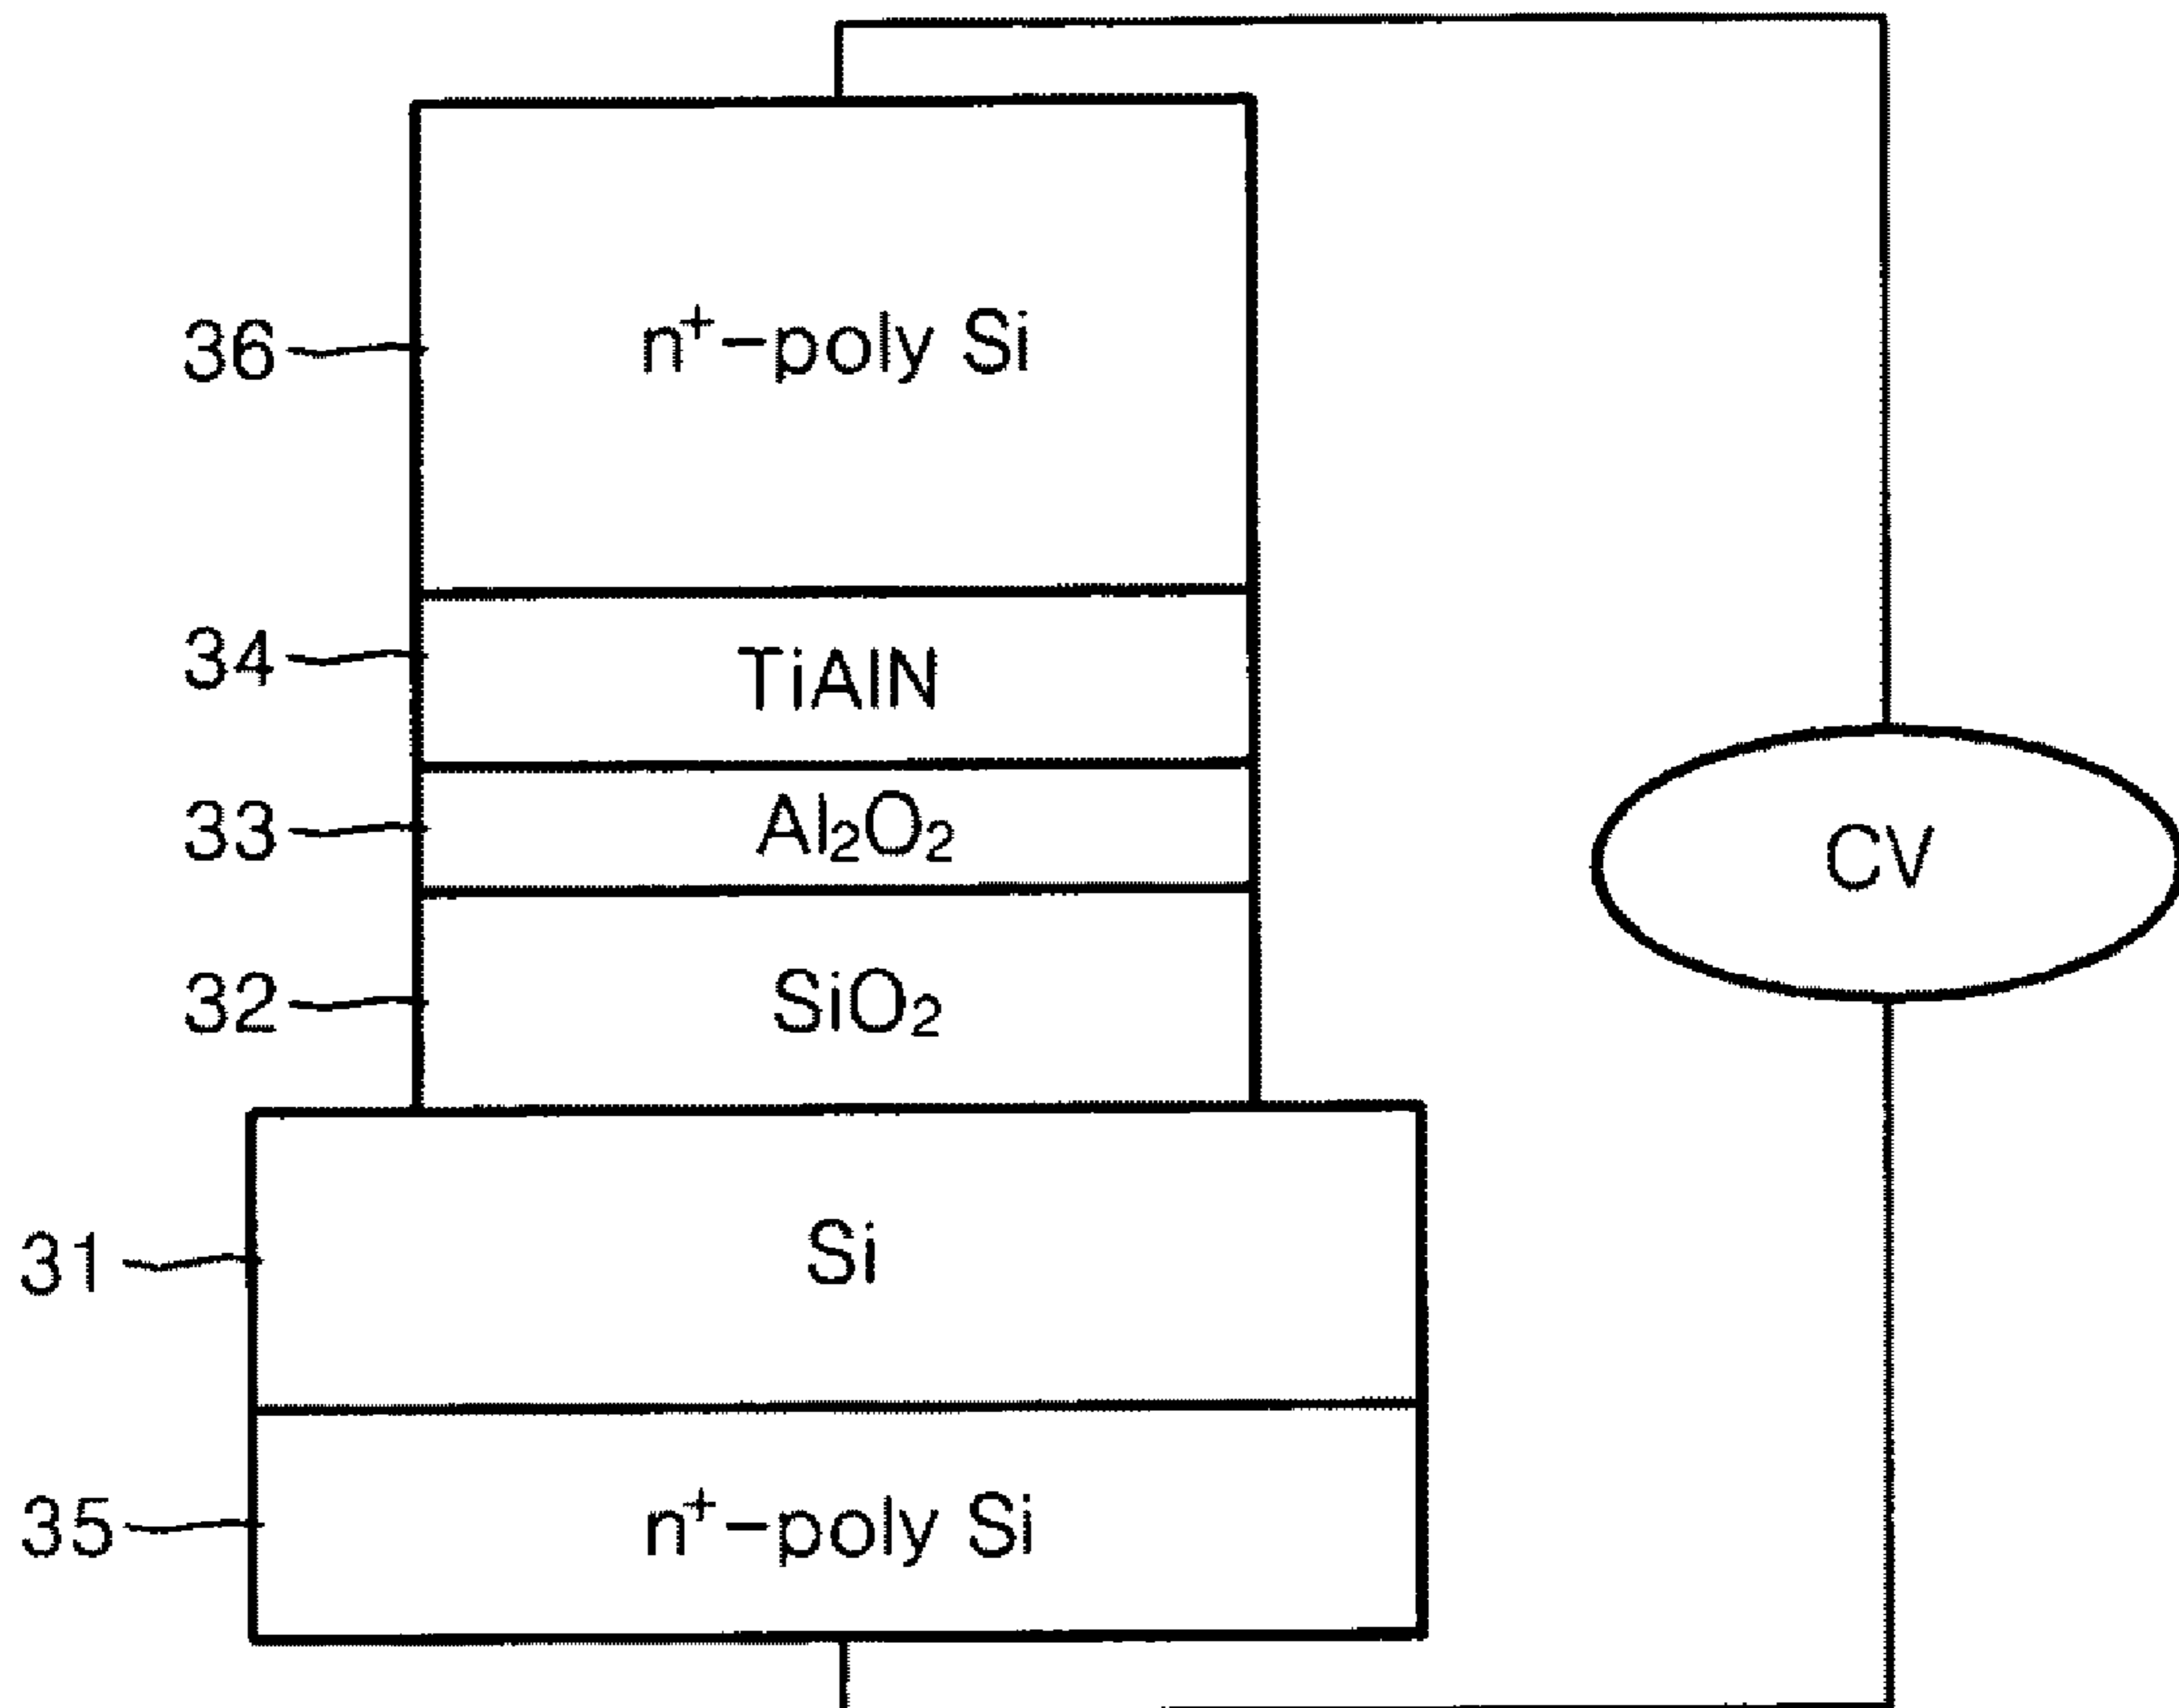 36 n⁺-poly Si
34 TiAlN
33 Al₂O₂
CV
32 SiO₂
31 Si
35 n⁺-poly Si